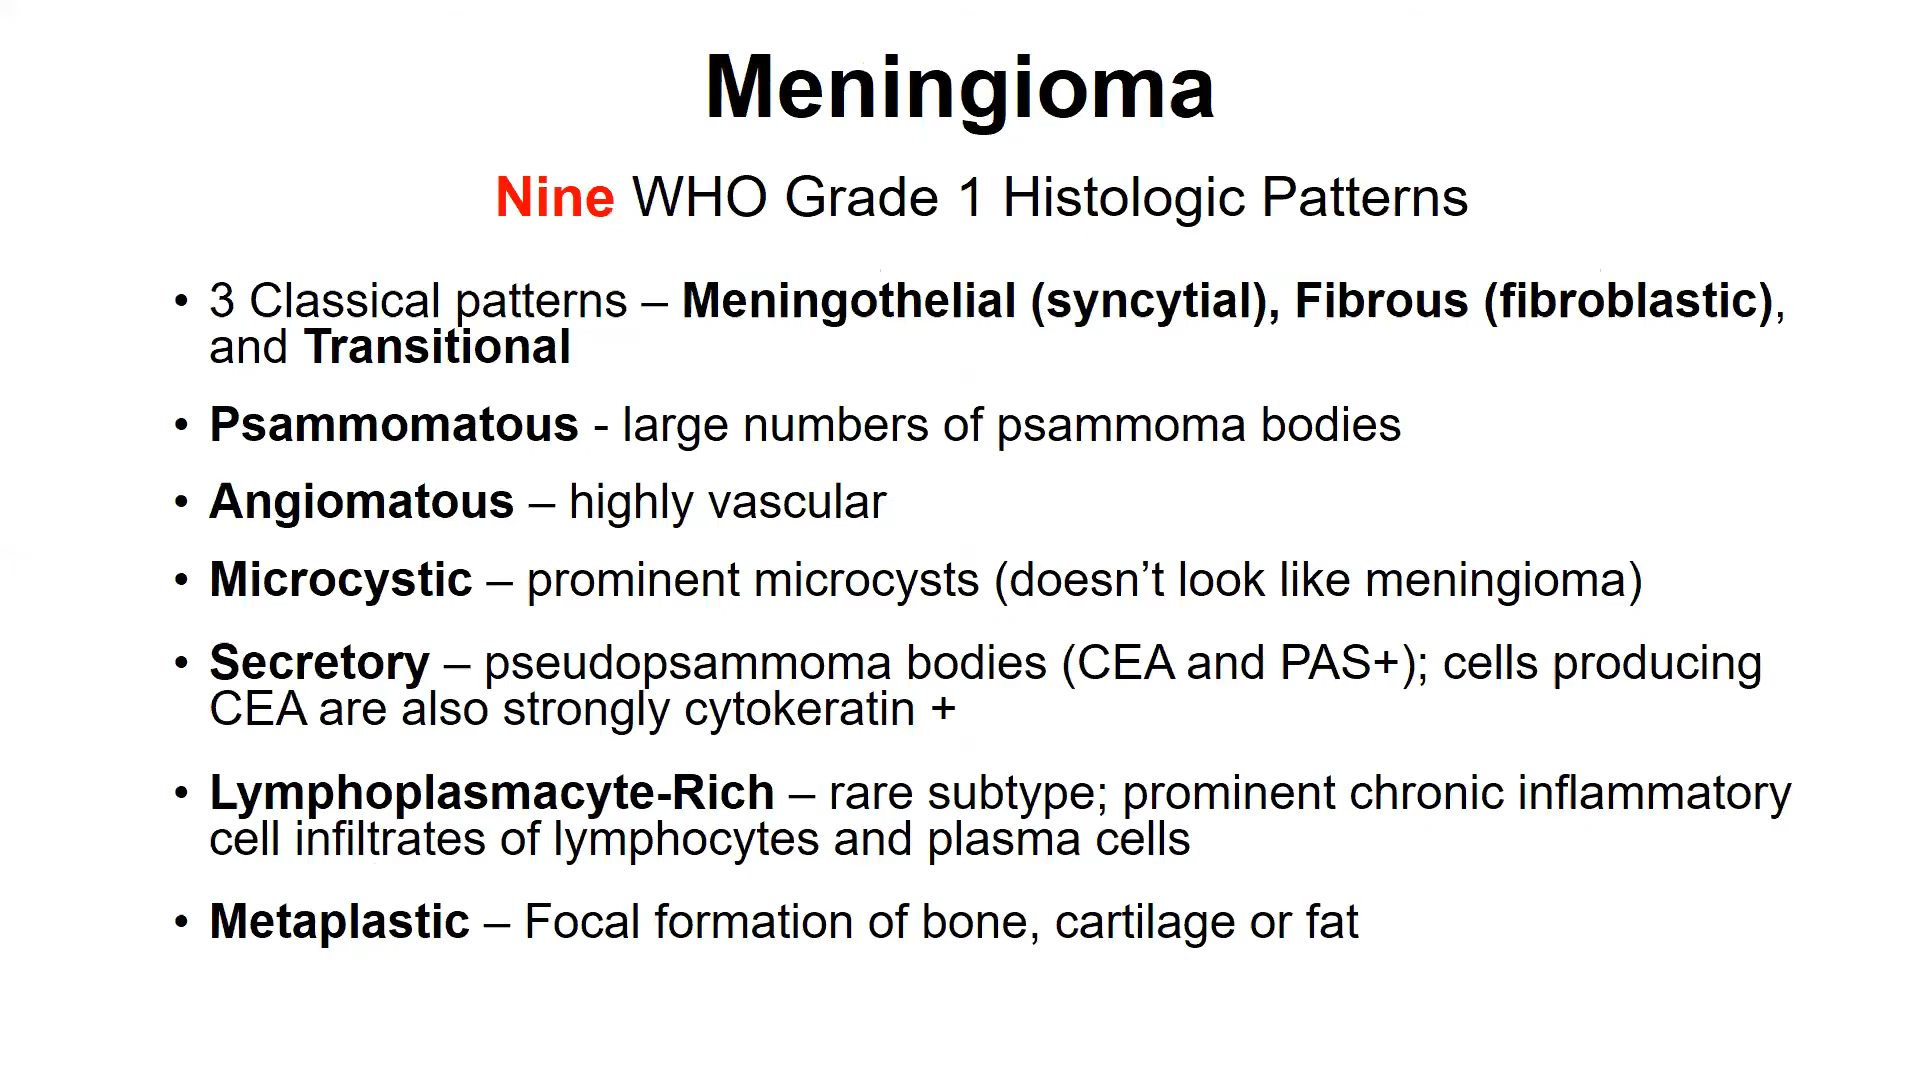 Meningioma
Nine WHO Grade 1 Histologic Patterns
• 3 Classical patterns – Meningothelial (syncytial), Fibrous (fibroblastic),
and Transitional
• Psammomatous - large numbers of psammoma bodies
• Angiomatous – highly vascular
• Microcystic – prominent microcysts (doesn’t look like meningioma)
• Secretory – pseudopsammoma bodies (CEA and PAS+); cells producing
CEA are also strongly cytokeratin +
• Lymphoplasmacyte-Rich – rare subtype; prominent chronic inflammatory
cell infiltrates of lymphocytes and plasma cells
• Metaplastic – Focal formation of bone, cartilage or fat